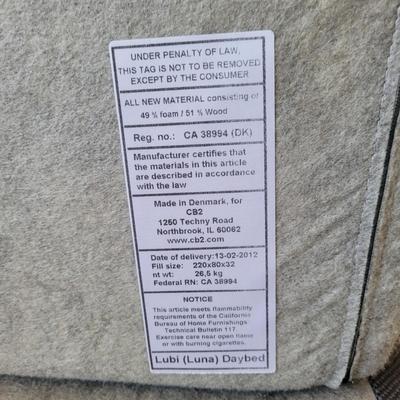 UNDER PENALTY OF LAW,
THIS TAG IS NOT TO BE REMOVED
EXCEPT BY THE CONSUMER
ALL NEW MATERIAL consisting of
49 % foam / 51 % Wood
Reg. no.: CA 38994 (DK)
Manufacturer certifies that
the materials in this article
are described in accordance
with the law
Made in Denmark, for
CB2
1250 Techny Road
Northbrook, IL 60062
www.cb2.com
Date of delivery:13-02-2012
Fill size: 220x80x32
nt wt: 26,5 kg
Federal RN: CA 38994
NOTICE
This article meets flammability
requirements of the California
Bureau of Home Furnishings
Technical Bulletin 117.
Exercise care near open flame
or with burning cigarettes.
Lubi (Luna) Daybed